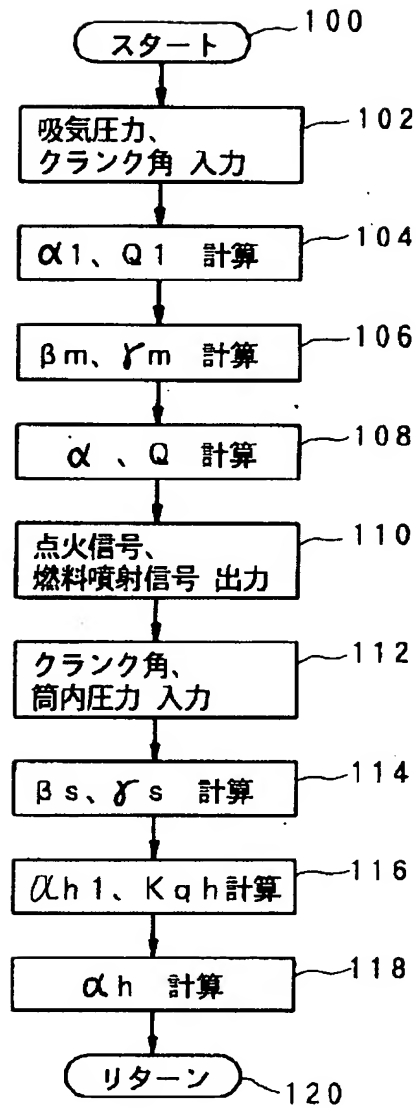 スタート
100
吸気圧力、
クランク角 入力
102
α1、Q1 計算
104
βm、γm 計算
106
α、Q 計算
108
点火信号、
燃料噴射信号 出力
110
クランク角、
筒内圧力 入力
112
βs、γs 計算
114
αh1、Kqh計算
116
αh 計算
118
リターン
120